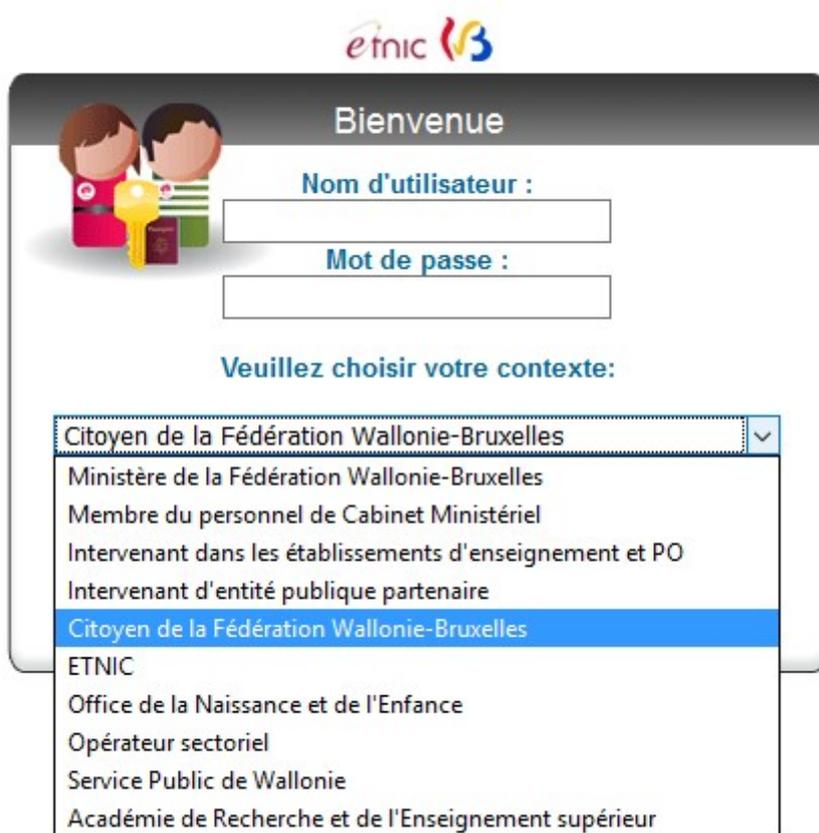 etnic
Bienvenue
Nom d'utilisateur :
Mot de passe :
Veuillez choisir votre contexte:
Citoyen de la Fédération Wallonie-Bruxelles
Ministère de la Fédération Wallonie-Bruxelles
Membre du personnel de Cabinet Ministériel
Intervenant dans les établissements d'enseignement et PO
Intervenant d'entité publique partenaire
Citoyen de la Fédération Wallonie-Bruxelles
ETNIC
Office de la Naissance et de l'Enfance
Opérateur sectoriel
Service Public de Wallonie
Académie de Recherche et de l'Enseignement supérieur